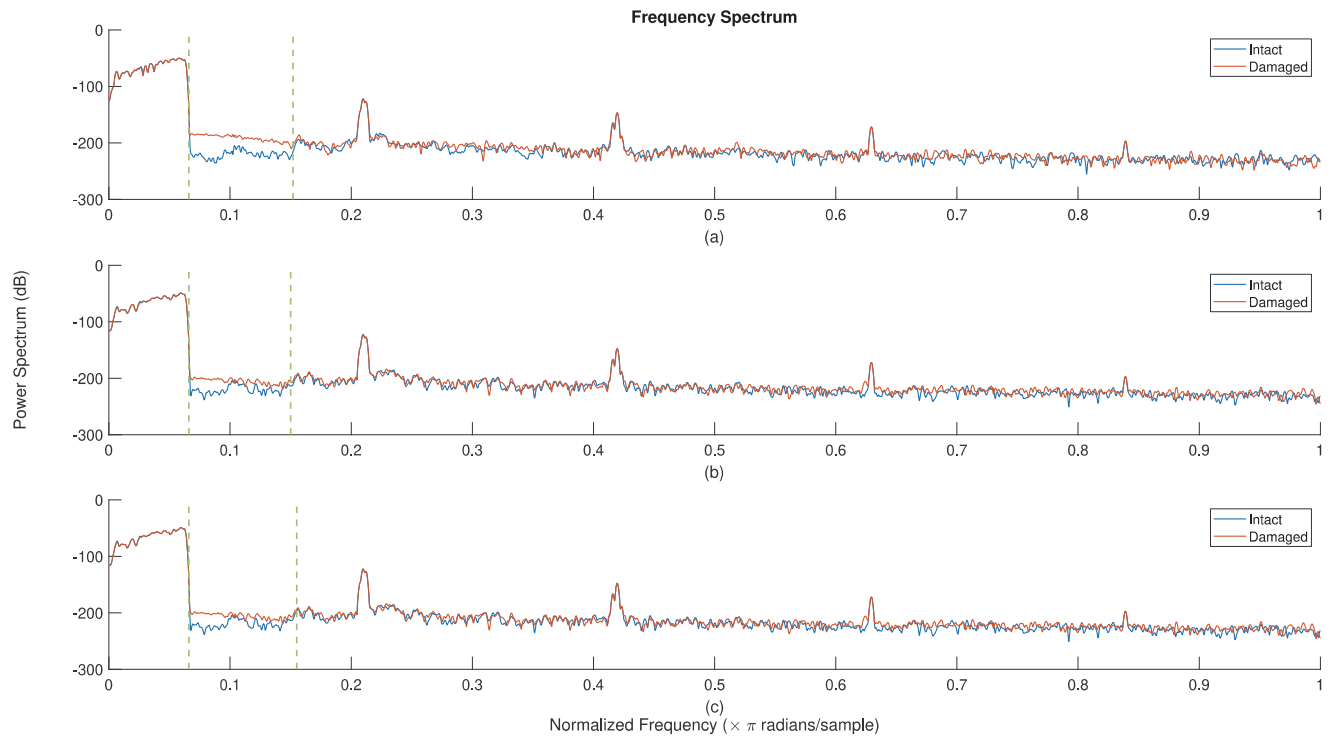 Frequency Spectrum
0
-100
-200
-300
0 0.1 0.2 0.3 0.4 0.5 0.6 0.7 0.8 0.9 1
(a)
Intact
Damaged
Power Spectrum (dB)
0
-100
-200
-300
0 0.1 0.2 0.3 0.4 0.5 0.6 0.7 0.8 0.9 1
(b)
Intact
Damaged
0
-100
-200
-300
0 0.1 0.2 0.3 0.4 0.5 0.6 0.7 0.8 0.9 1
(c)
Intact
Damaged
Normalized Frequency (× π radians/sample)